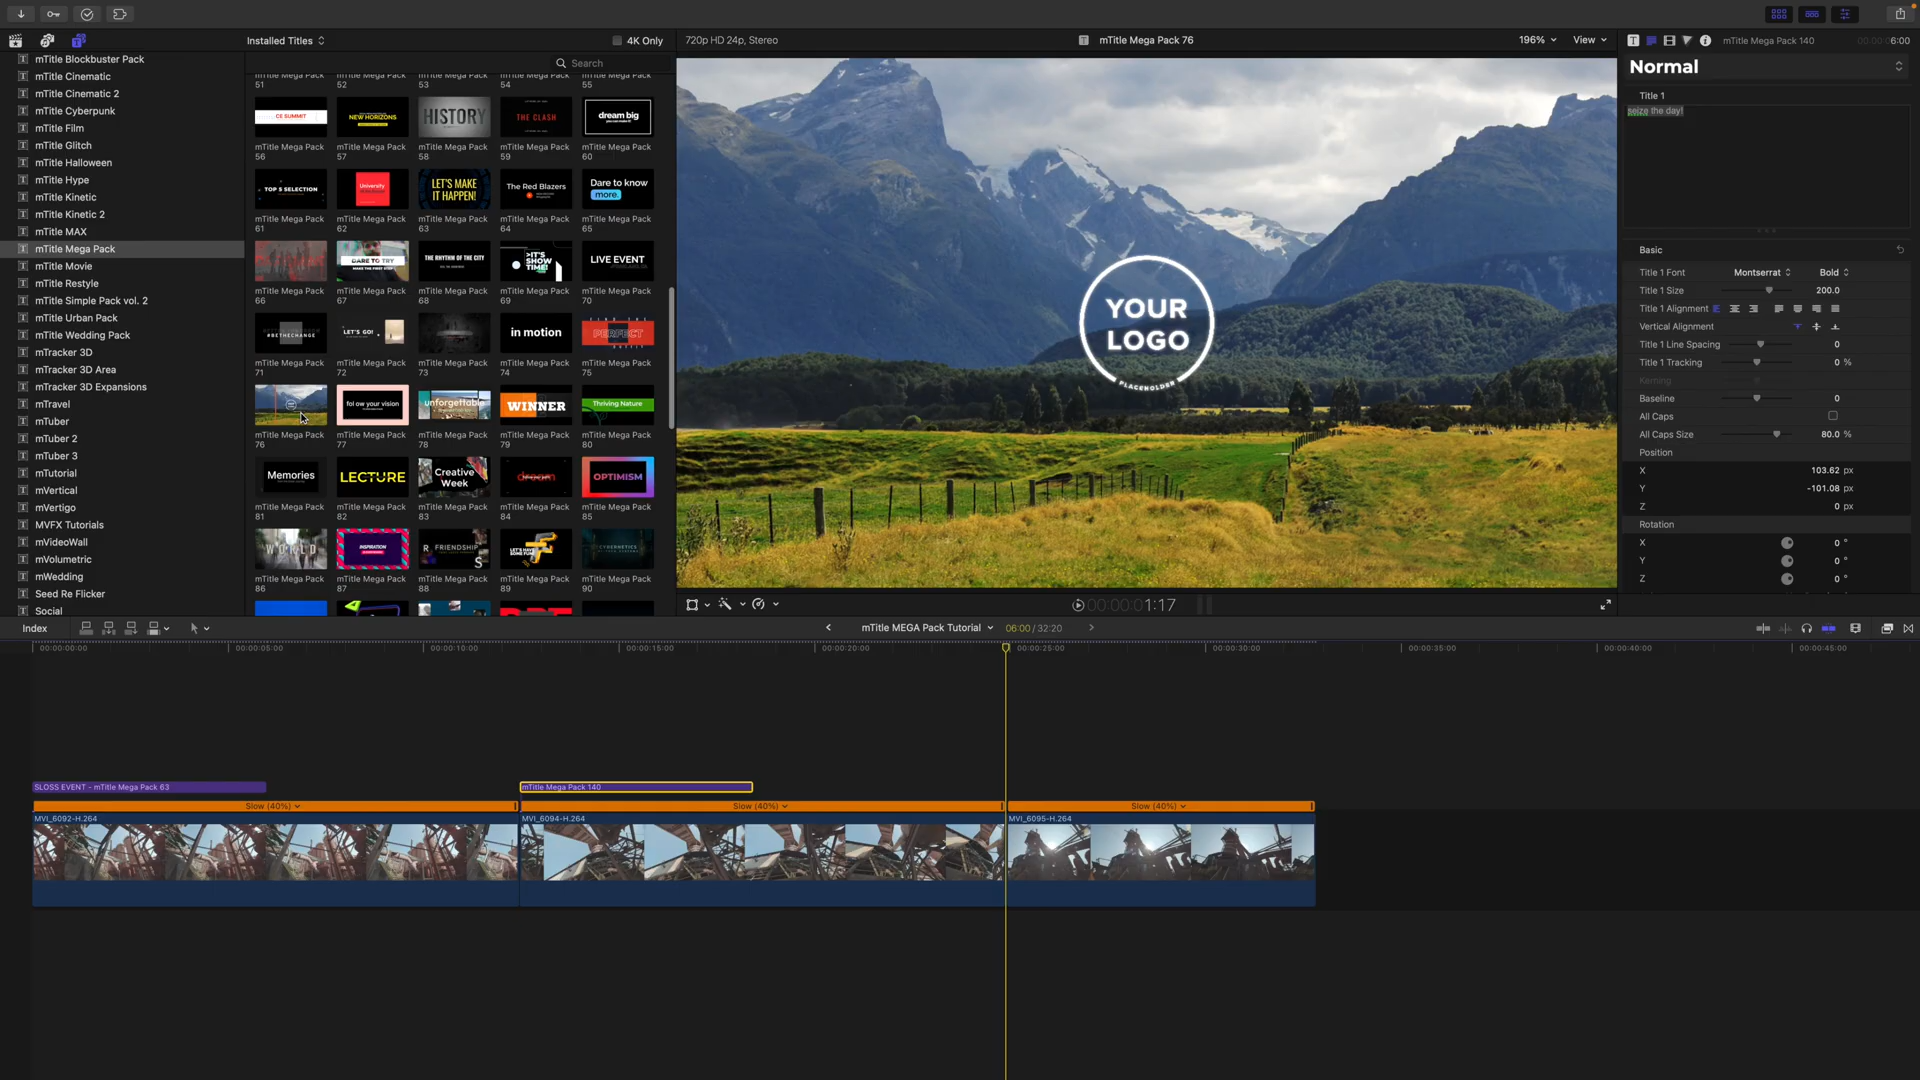 Installed Titles
4K Only
720p HD 24p, Stereo
mTitle Mega Pack 76
196%
View
mTitle Mega Pack 140
6:00
Search
mTitle Blockbuster Pack
mTitle Cinematic
mTitle Cinematic 2
mTitle Cyberpunk
mTitle Film
mTitle Glitch
mTitle Halloween
mTitle Hype
mTitle Kinetic
mTitle Kinetic 2
mTitle MAX
mTitle Mega Pack
mTitle Movie
mTitle Restyle
mTitle Simple Pack vol. 2
mTitle Urban Pack
mTitle Wedding Pack
mTracker 3D
mTracker 3D Area
mTracker 3D Expansions
mTravel
mTuber
mTuber 2
mTuber 3
mTutorial
mVertical
mVertigo
MVFX Tutorials
mVideoWall
mVolumetric
mWedding
Seed Re Flicker
Social
51 52 53 54 55
CE SUMMIT
NEW HORIZONS
HISTORY
THE CLASH
dream big
mTitle Mega Pack 56
mTitle Mega Pack 57
mTitle Mega Pack 58
mTitle Mega Pack 59
mTitle Mega Pack 60
TOP 5 SELECTION
University
LET'S MAKE IT HAPPEN!
The Red Blazers
Dare to know more.
mTitle Mega Pack 61
mTitle Mega Pack 62
mTitle Mega Pack 63
mTitle Mega Pack 64
mTitle Mega Pack 65
DARE TO TRY
MAKE THE FIRST STEP
THE RHYTHM OF THE CITY
>IT'S SHOW TIME!
LIVE EVENT
mTitle Mega Pack 66
mTitle Mega Pack 67
mTitle Mega Pack 68
mTitle Mega Pack 69
mTitle Mega Pack 70
#BETHECHANGE
LET'S GO!
in motion
PERFECT
mTitle Mega Pack 71
mTitle Mega Pack 72
mTitle Mega Pack 73
mTitle Mega Pack 74
mTitle Mega Pack 75
fol ow your vision
unforgettable
WINNER
Thriving Nature
mTitle Mega Pack 76
mTitle Mega Pack 77
mTitle Mega Pack 78
mTitle Mega Pack 79
mTitle Mega Pack 80
Memories
LECTURE
Creative Week
dream
OPTIMISM
mTitle Mega Pack 81
mTitle Mega Pack 82
mTitle Mega Pack 83
mTitle Mega Pack 84
mTitle Mega Pack 85
WORLD
INSPIRATION
R FRIENDSHIP S
LET'S HAVE SOME FUN
CYBERNETICS
mTitle Mega Pack 86
mTitle Mega Pack 87
mTitle Mega Pack 88
mTitle Mega Pack 89
mTitle Mega Pack 90
YOUR
LOGO
PLACEHOLDER
00:00:00:01:17
Normal
Title 1
seize the day!
Basic
Title 1 Font Montserrat Bold
Title 1 Size 200.0
Title 1 Alignment
Vertical Alignment
Title 1 Line Spacing 0
Title 1 Tracking 0 %
Kerning
Baseline 0
All Caps
All Caps Size 80.0 %
Position
X 103.62 px
Y -101.08 px
Z 0 px
Rotation
X 0 °
Y 0 °
Z 0 °
Index
mTitle MEGA Pack Tutorial
06:00 / 32:20
00:00:00:00
00:00:05:00
00:00:10:00
00:00:15:00
00:00:20:00
00:00:25:00
00:00:30:00
00:00:35:00
00:00:40:00
00:00:45:00
SLOSS EVENT - mTitle Mega Pack 63
mTitle Mega Pack 140
Slow (40%)
Slow (40%)
Slow (40%)
MVI_6092-H.264
MVI_6094-H.264
MVI_6095-H.264